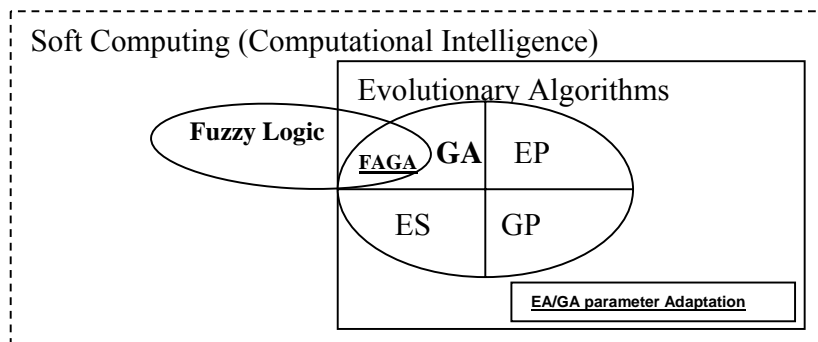 Soft Computing (Computational Intelligence)
Evolutionary Algorithms
Fuzzy Logic
FAGA
GA
EP
ES
GP
EA/GA parameter Adaptation